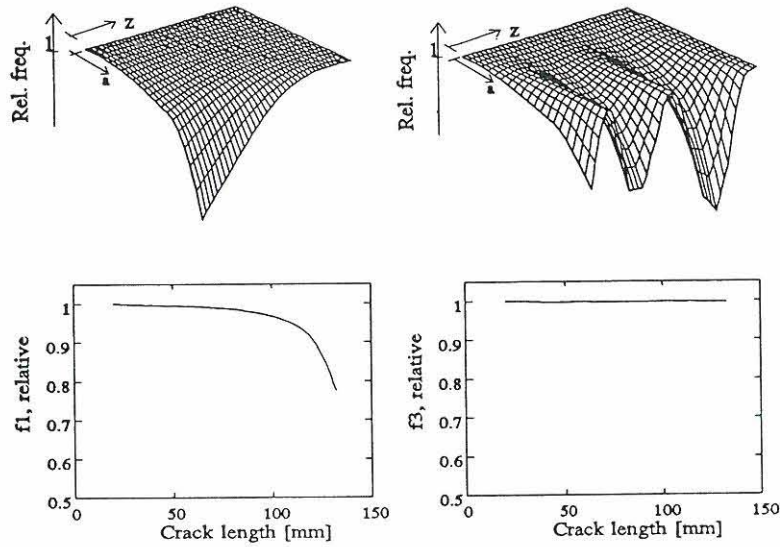 Rel. freq.
1
z
a
Rel. freq.
1
z
a
f1, relative
1
0.9
0.8
0.7
0.6
0.5
0
50
100
150
Crack length [mm]
f3, relative
1
0.9
0.8
0.7
0.6
0.5
0
50
100
150
Crack length [mm]